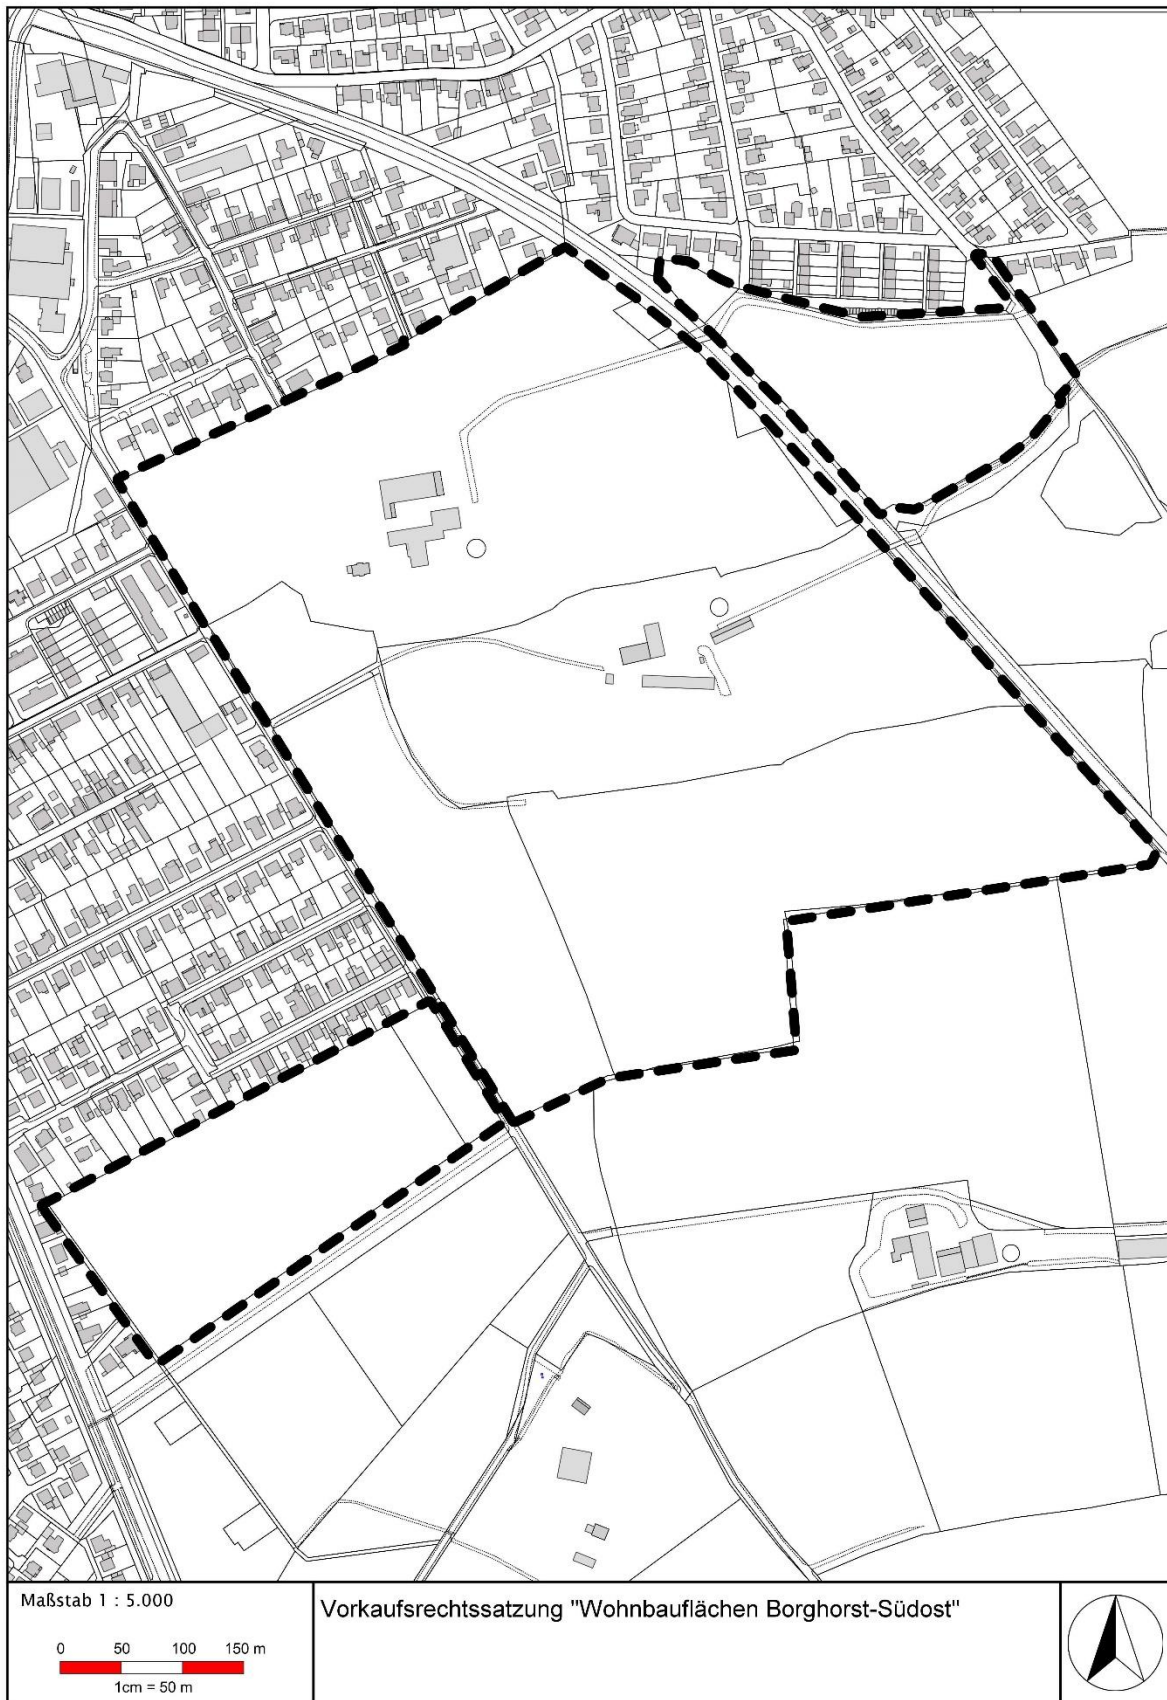 Maßstab 1 : 5.000
0 50 100 150 m
1cm = 50 m
Vorkaufsrechtssatzung "Wohnbauflächen Borghorst-Südost"